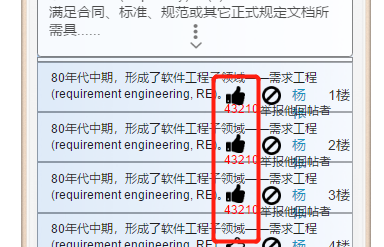 满足合同、标准、规范或其它正式规定文档所
需具......
80年代中期，形成了软件工程子领域——需求工程
(requirement engineering, RE)。 杨 1楼
43210 举报他回帖者
80年代中期，形成了软件工程子领域——需求工程
(requirement engineering, RE)。 杨 2楼
43210 举报他回帖者
80年代中期，形成了软件工程子领域——需求工程
(requirement engineering, RE)。 杨 3楼
43210 举报他回帖者
80年代中期，形成了软件工程子领域——需求工程
(requirement engineering, RE)。 杨 4楼